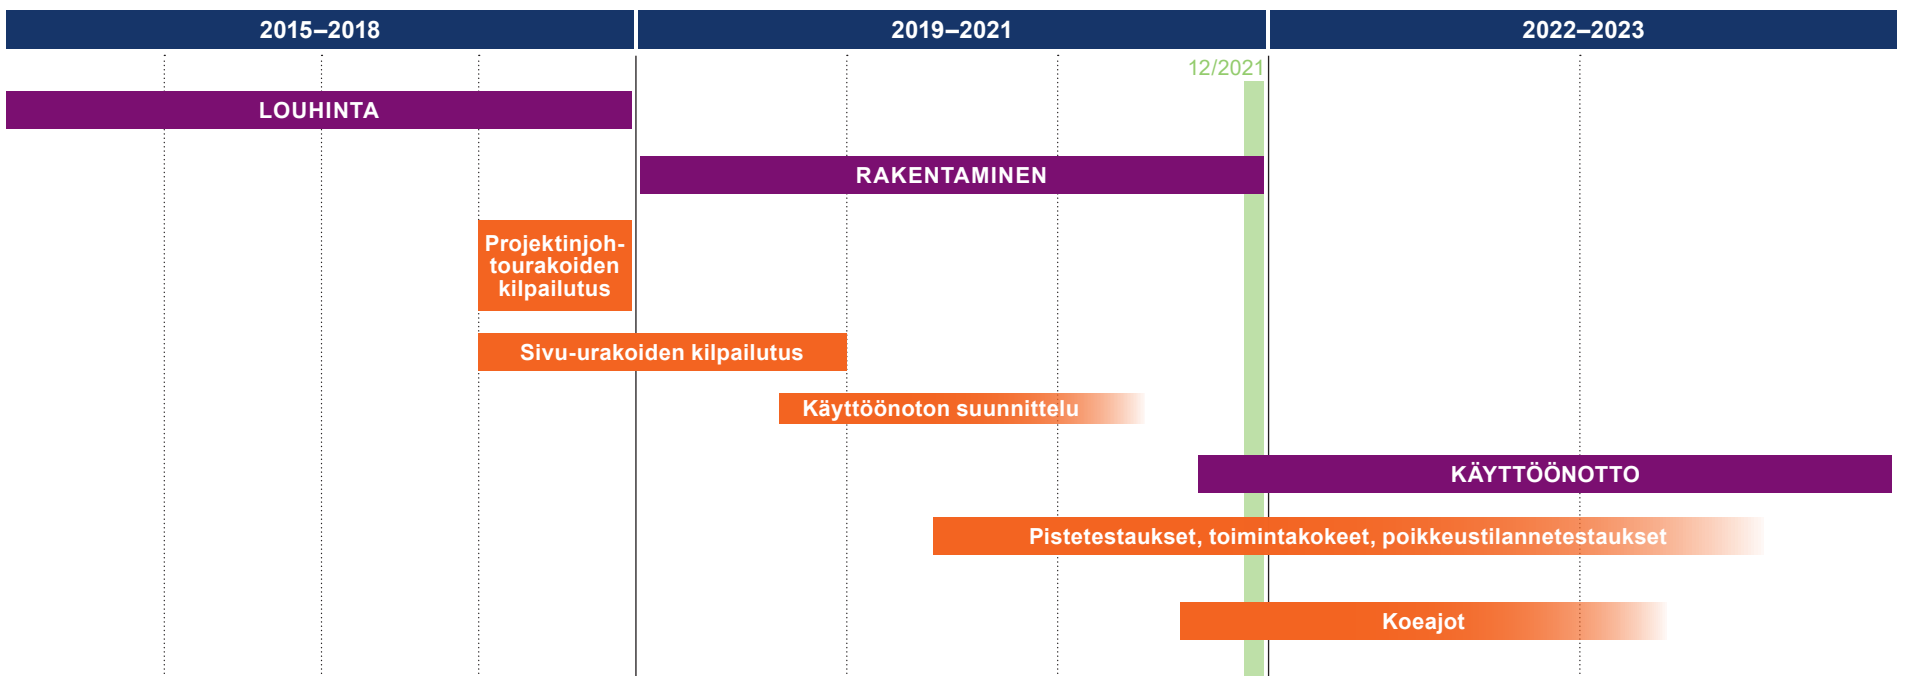 2015–2018
2019–2021
2022–2023
12/2021
LOUHINTA
RAKENTAMINEN
Projektinjoh-
tourakoiden
kilpailutus
Sivu-urakoiden kilpailutus
Käyttöönoton suunnittelu
KÄYTTÖÖNOTTO
Pistetestaukset, toimintakokeet, poikkeustilannetestaukset
Koeajot